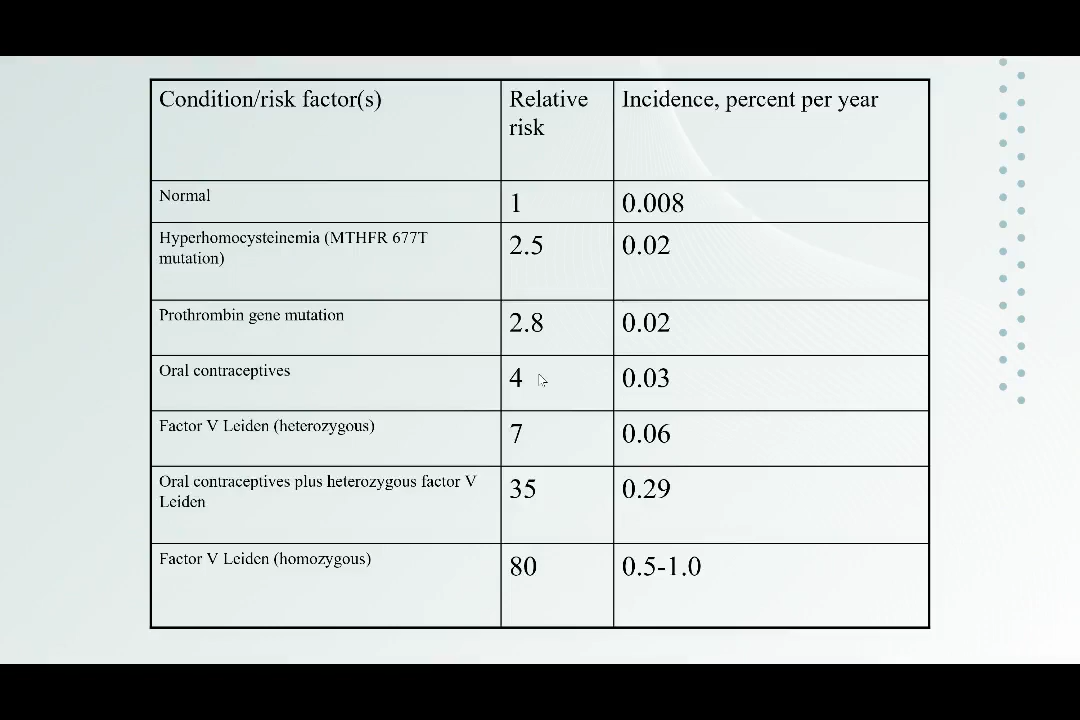 Condition/risk factor(s)
Relative
risk
Incidence, percent per year
Normal
1
0.008
Hyperhomocysteinemia (MTHFR 677T
mutation)
2.5
0.02
Prothrombin gene mutation
2.8
0.02
Oral contraceptives
4
0.03
Factor V Leiden (heterozygous)
7
0.06
Oral contraceptives plus heterozygous factor V
Leiden
35
0.29
Factor V Leiden (homozygous)
80
0.5-1.0